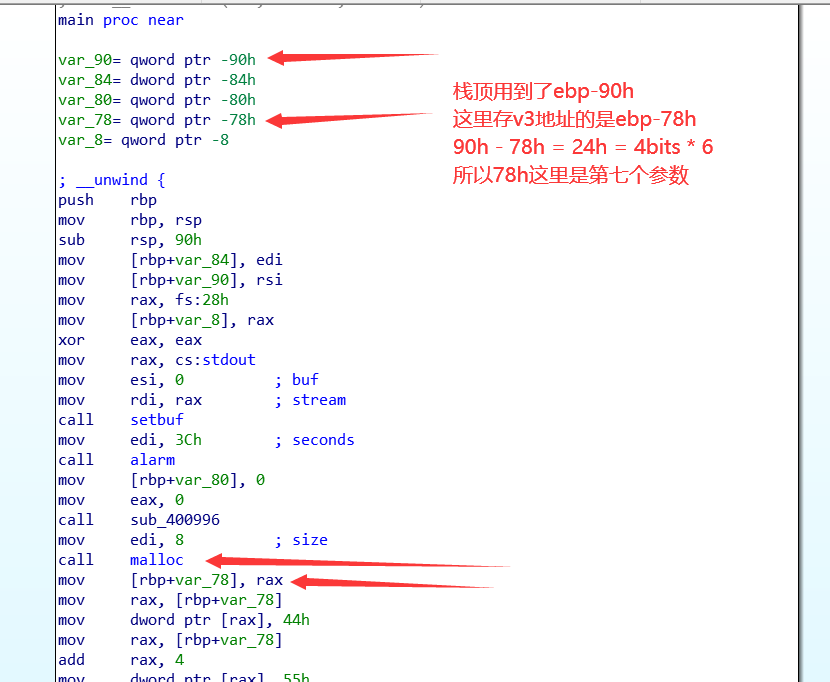 main proc near
var_90= qword ptr -90h
var_84= dword ptr -84h
var_80= qword ptr -80h
var_78= qword ptr -78h
var_8= qword ptr -8
栈顶用到了ebp-90h
这里存v3地址的是ebp-78h
90h - 78h = 24h = 4bits * 6
所以78h这里是第七个参数
; __unwind {
push rbp
mov rbp, rsp
sub rsp, 90h
mov [rbp+var_84], edi
mov [rbp+var_90], rsi
mov rax, fs:28h
mov [rbp+var_8], rax
xor eax, eax
mov rax, cs:stdout
mov esi, 0 ; buf
mov rdi, rax ; stream
call setbuf
mov edi, 3Ch ; seconds
call alarm
mov [rbp+var_80], 0
mov eax, 0
call sub_400996
mov edi, 8 ; size
call malloc
mov [rbp+var_78], rax
mov rax, [rbp+var_78]
mov dword ptr [rax], 44h
mov rax, [rbp+var_78]
add rax, 4
mov dword ptr [rax], 55h